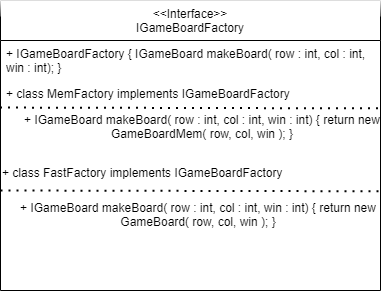 <<Interface>>
IGameBoardFactory
+ IGameBoardFactory { IGameBoard makeBoard( row : int, col : int,
win : int); }
+ class MemFactory implements IGameBoardFactory
+ IGameBoard makeBoard( row : int, col : int, win : int) { return new
GameBoardMem( row, col, win ); }
+ class FastFactory implements IGameBoardFactory
+ IGameBoard makeBoard( row : int, col : int, win : int) { return new
GameBoard( row, col, win ); }